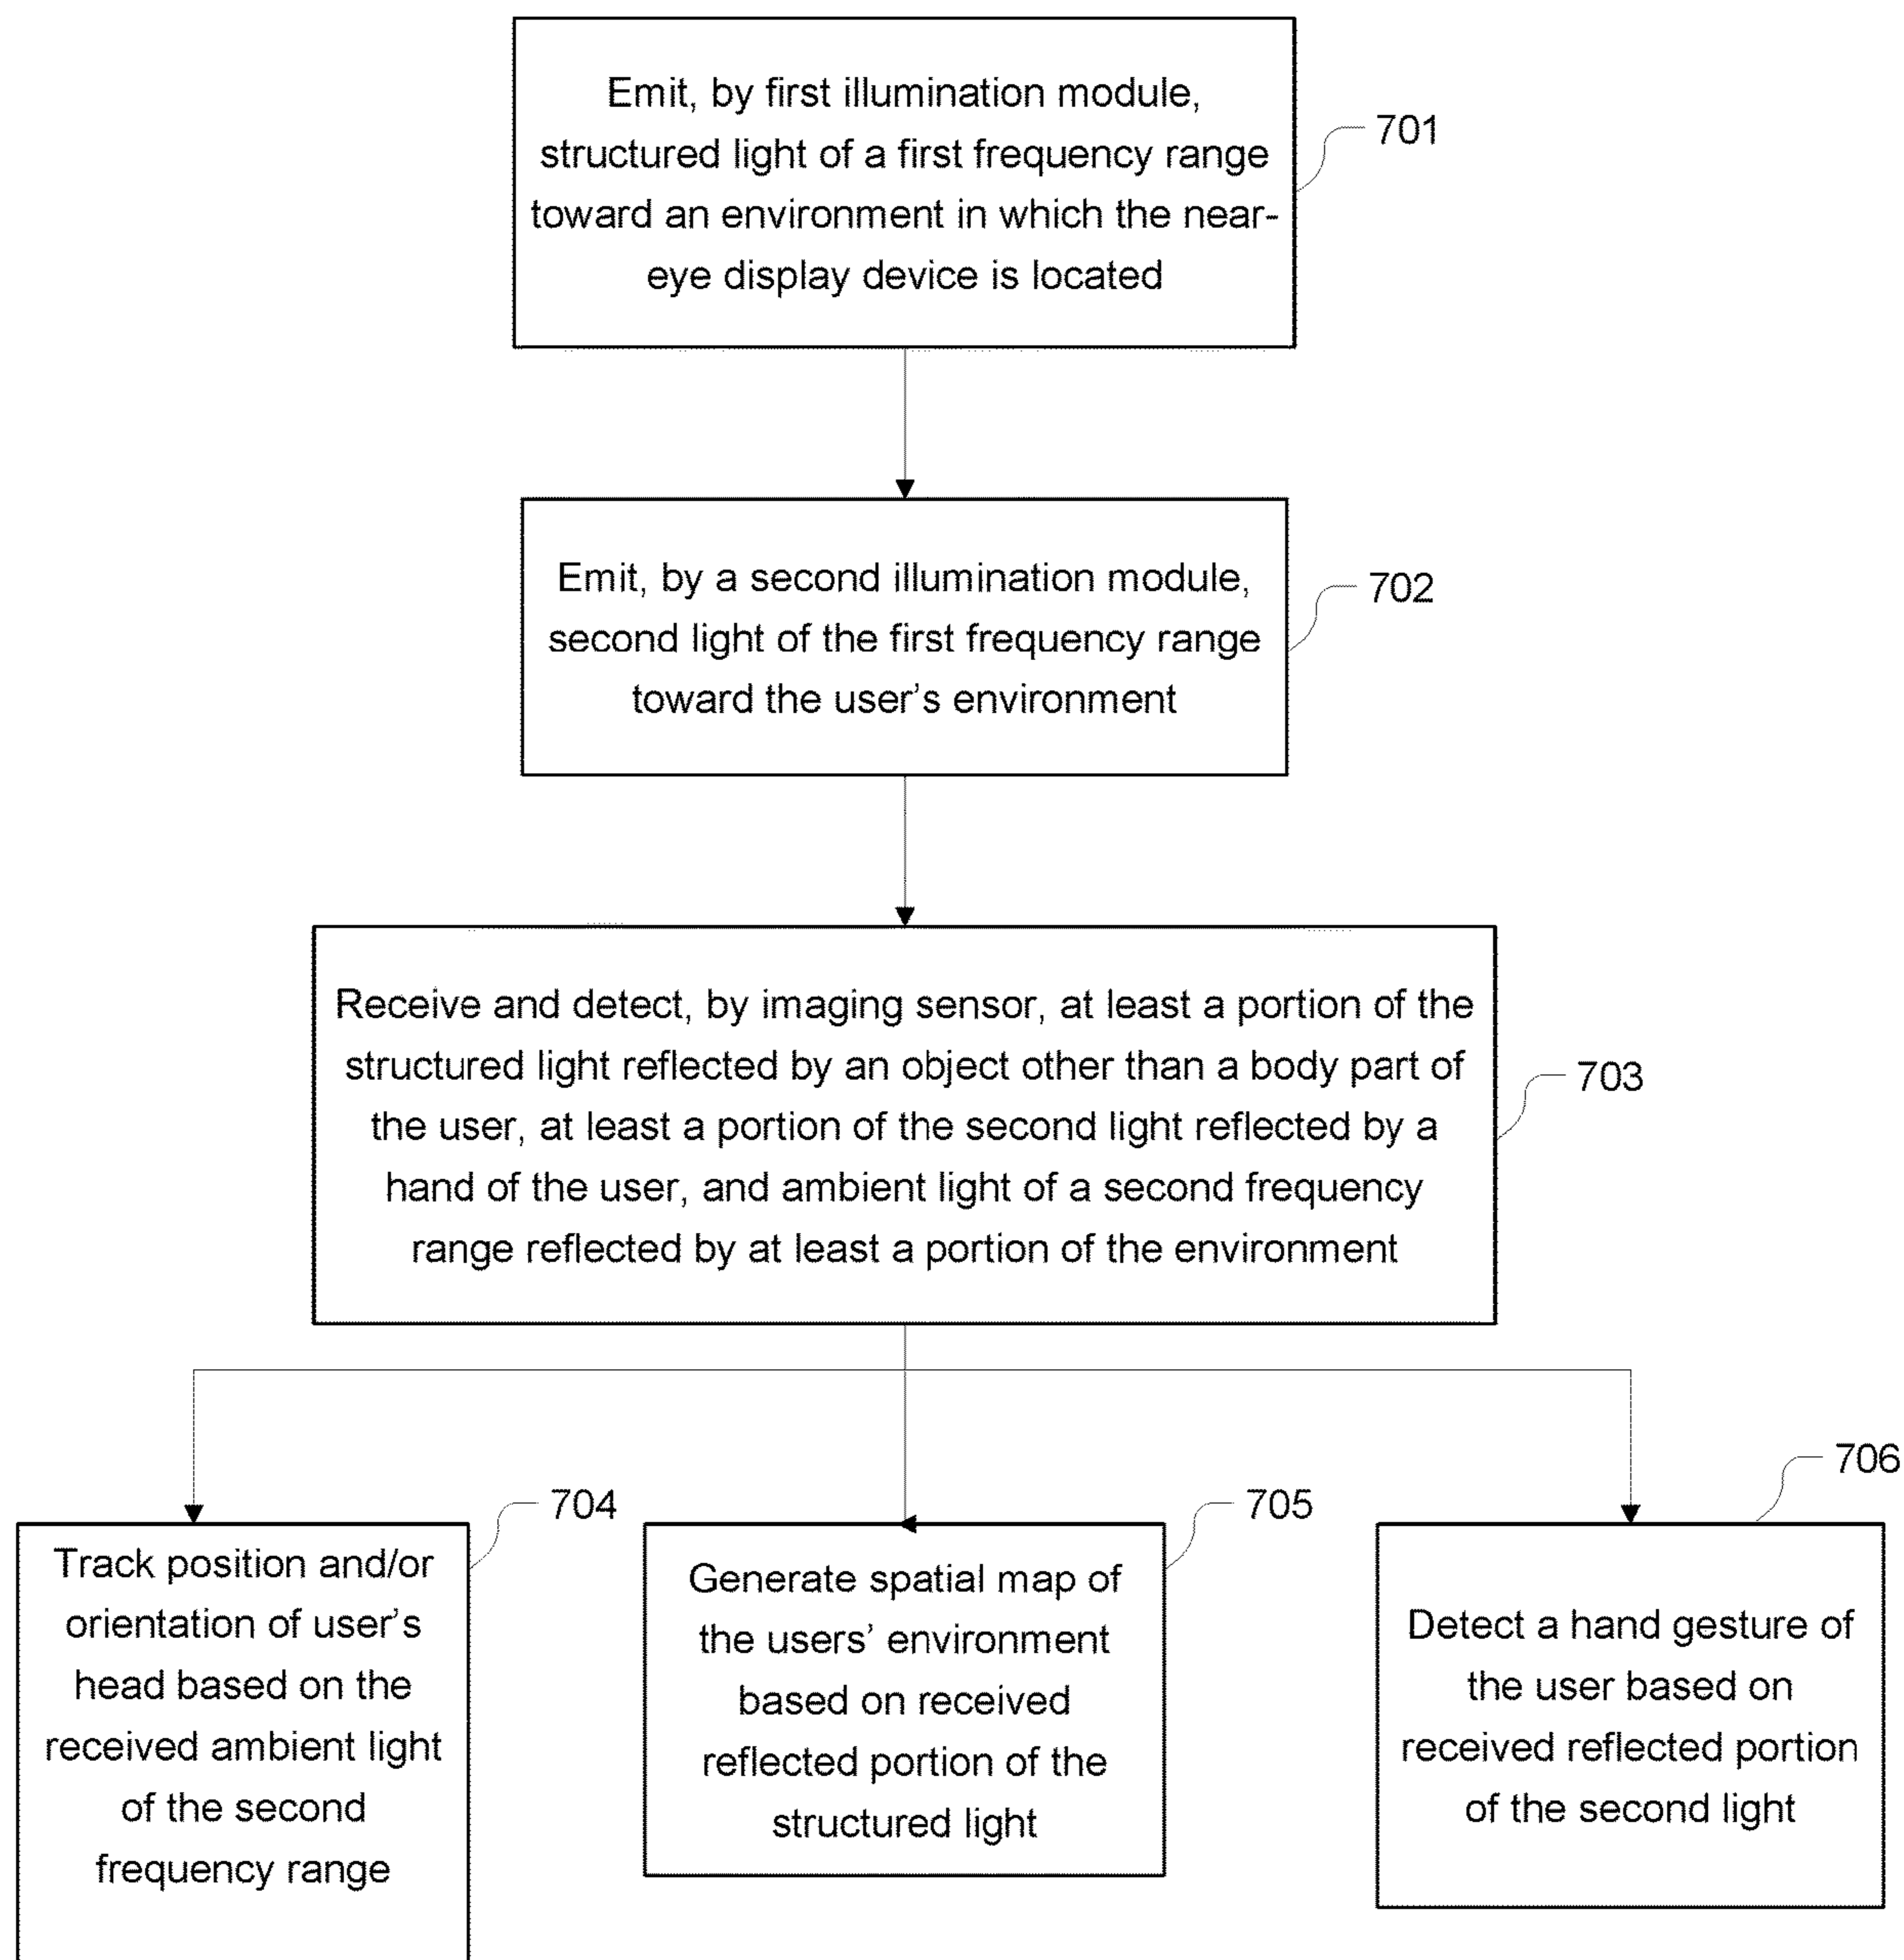 Emit, by first illumination module,
structured light of a first frequency range
toward an environment in which the near-
eye display device is located
701
Emit, by a second illumination module,
second light of the first frequency range
toward the user's environment
702
Receive and detect, by imaging sensor, at least a portion of the
structured light reflected by an object other than a body part of
the user, at least a portion of the second light reflected by a
hand of the user, and ambient light of a second frequency
range reflected by at least a portion of the environment
703
704
Track position and/or
orientation of user's
head based on the
received ambient light
of the second
frequency range
705
Generate spatial map of
the users' environment
based on received
reflected portion of the
structured light
706
Detect a hand gesture of
the user based on
received reflected portion
of the second light